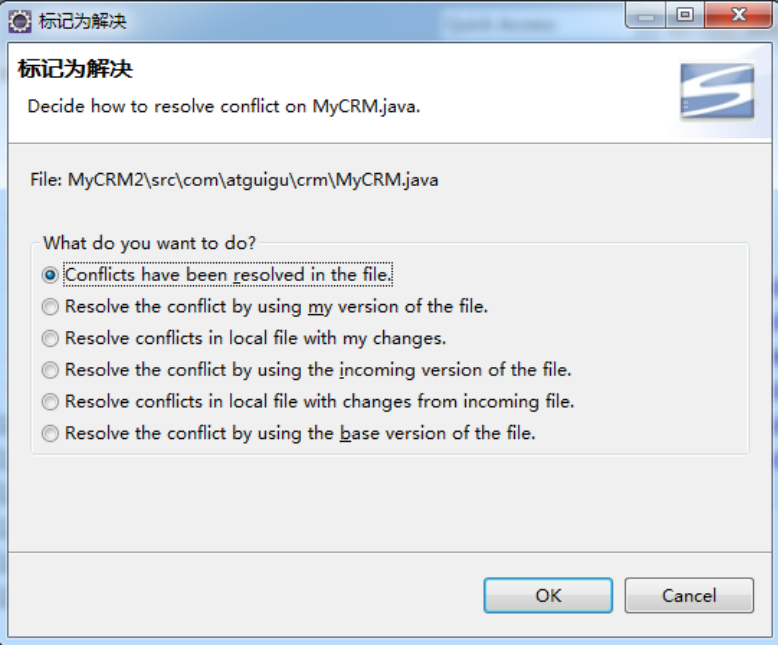 标记为解决
标记为解决
Decide how to resolve conflict on MyCRM.java.
File: MyCRM2\src\com\atguigu\crm\MyCRM.java
What do you want to do?
Conflicts have been resolved in the file.
Resolve the conflict by using my version of the file.
Resolve conflicts in local file with my changes.
Resolve the conflict by using the incoming version of the file.
Resolve conflicts in local file with changes from incoming file.
Resolve the conflict by using the base version of the file.
OK
Cancel